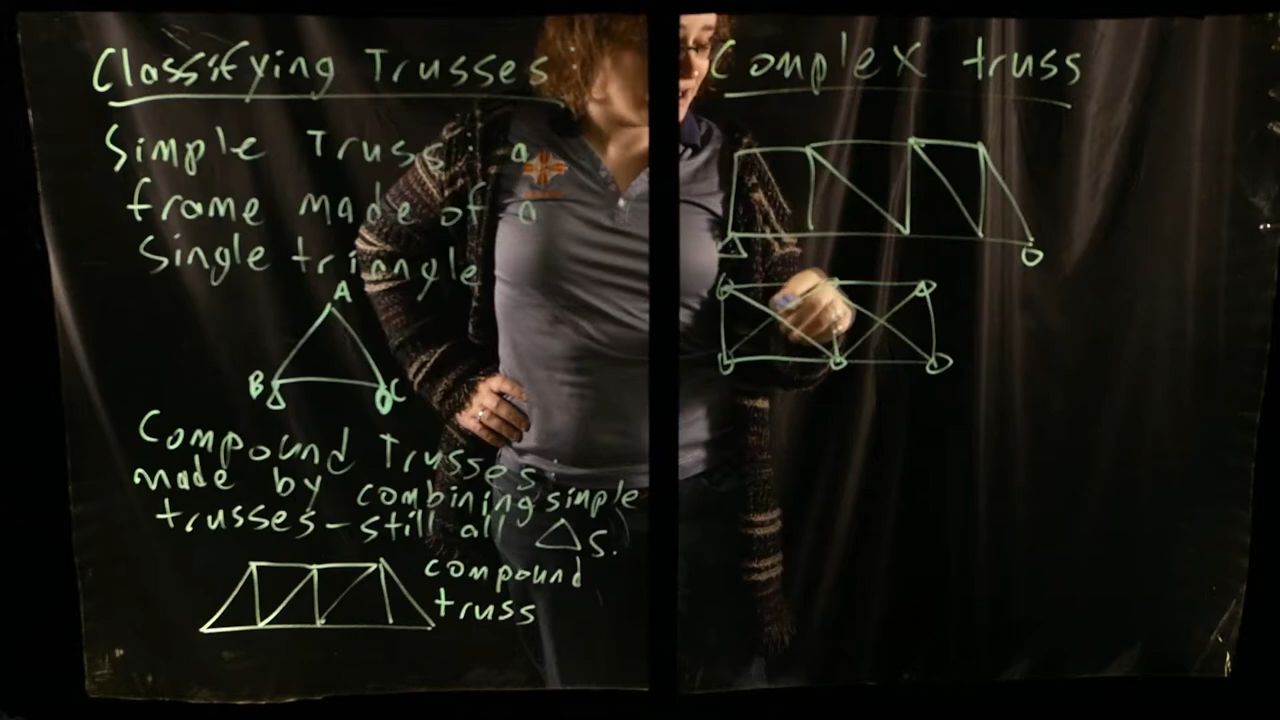 Classifying Trusses
Simple Truss - a
frame made of a
single triangle
A
B
C
Compound Trusses:
made by combining simple
trusses - still all △s.
compound
truss
Complex truss